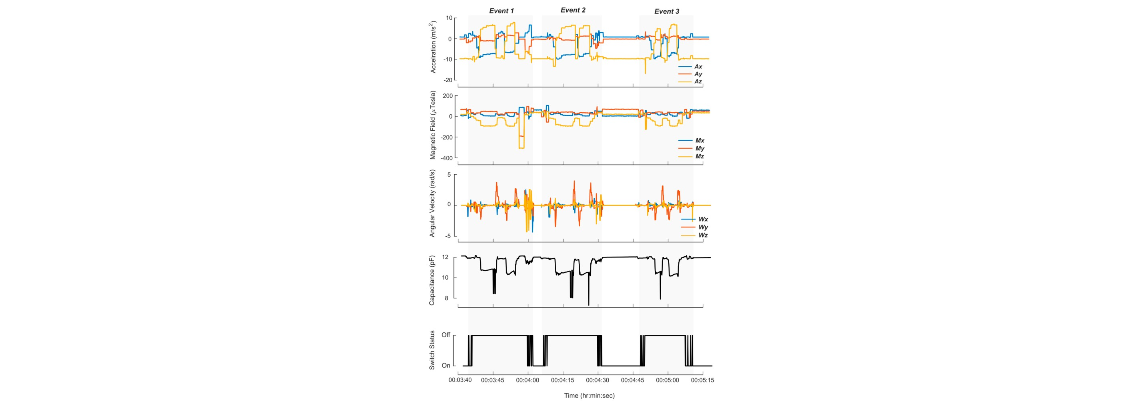 Event 1 Event 2 Event 3
Acceleration (m/s²)
10
0
-10
-20
Ax
Ay
Az
Magnetic Field (μTesla)
200
0
-200
-400
Mx
My
Mz
Angular Velocity (rad/s)
5
0
-5
Wx
Wy
Wz
Capacitance (pF)
12
10
8
Switch Status
Off
On
00:03:40 00:03:45 00:04:00 00:04:15 00:04:30 00:04:45 00:05:00 00:05:15
Time (hr:min:sec)